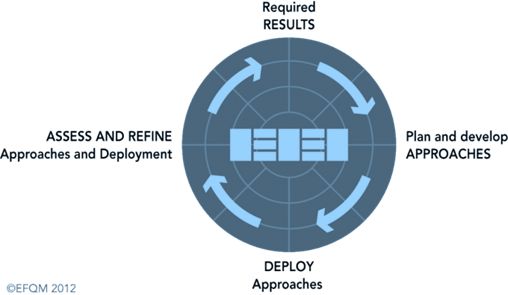 Required
RESULTS
ASSESS AND REFINE
Approaches and Deployment
Plan and develop
APPROACHES
DEPLOY
Approaches
©EFQM 2012